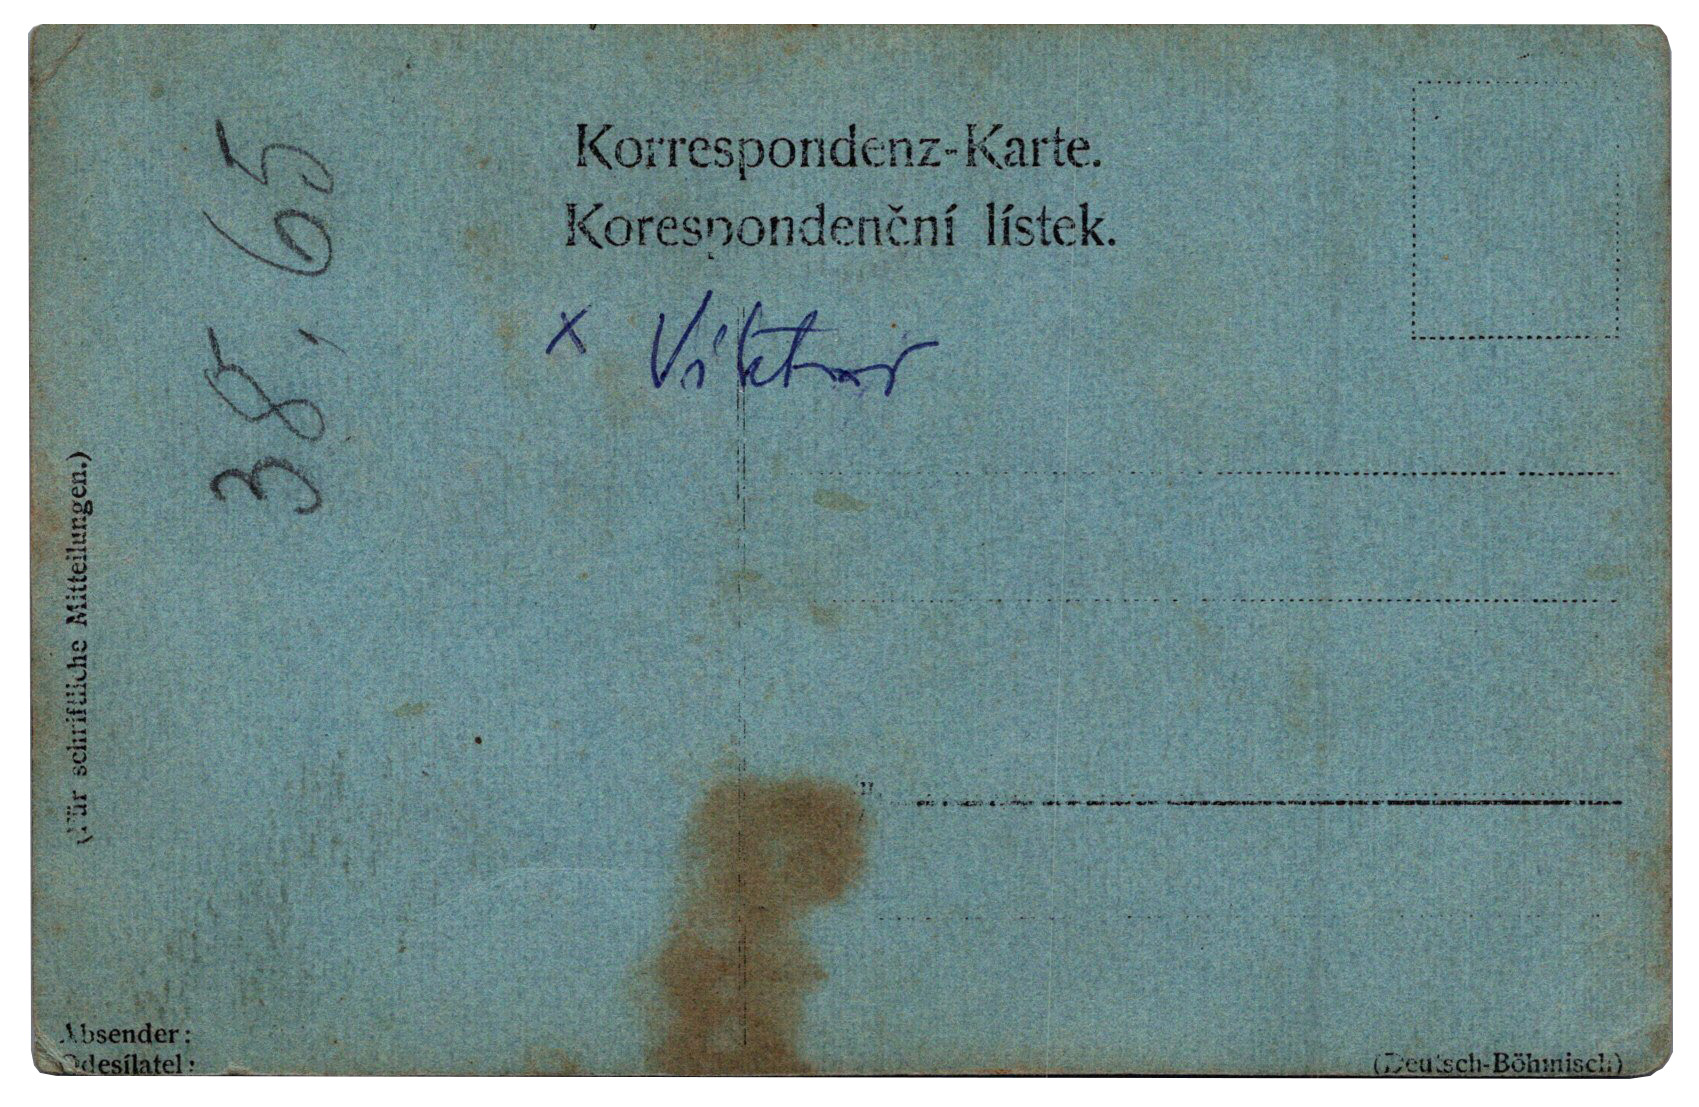 Korrespondenz-Karte.
Korespondenční lístek.
x Viktor
38,65
(Für schriftliche Mitteilungen.)
Absender:
Odesílatel:
(Deutsch-Böhmisch)